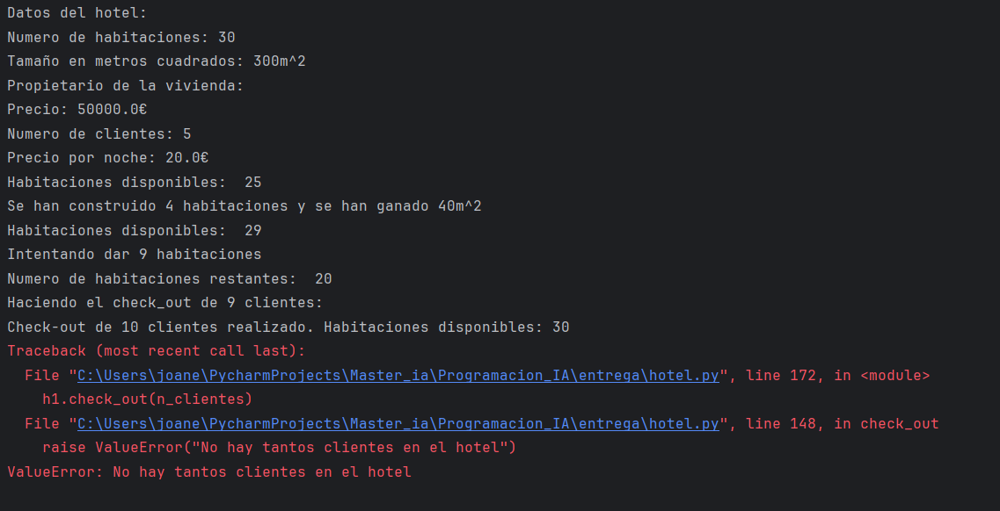 Datos del hotel:
Numero de habitaciones: 30
Tamaño en metros cuadrados: 300m^2
Propietario de la vivienda:
Precio: 50000.0€
Numero de clientes: 5
Precio por noche: 20.0€
Habitaciones disponibles:  25
Se han construido 4 habitaciones y se han ganado 40m^2
Habitaciones disponibles:  29
Intentando dar 9 habitaciones
Numero de habitaciones restantes:  20
Haciendo el check_out de 9 clientes:
Check-out de 10 clientes realizado. Habitaciones disponibles: 30
Traceback (most recent call last):
  File "C:\Users\joane\PycharmProjects\Master_ia\Programacion_IA\entrega\hotel.py", line 172, in <module>
    h1.check_out(n_clientes)
  File "C:\Users\joane\PycharmProjects\Master_ia\Programacion_IA\entrega\hotel.py", line 148, in check_out
    raise ValueError("No hay tantos clientes en el hotel")
ValueError: No hay tantos clientes en el hotel